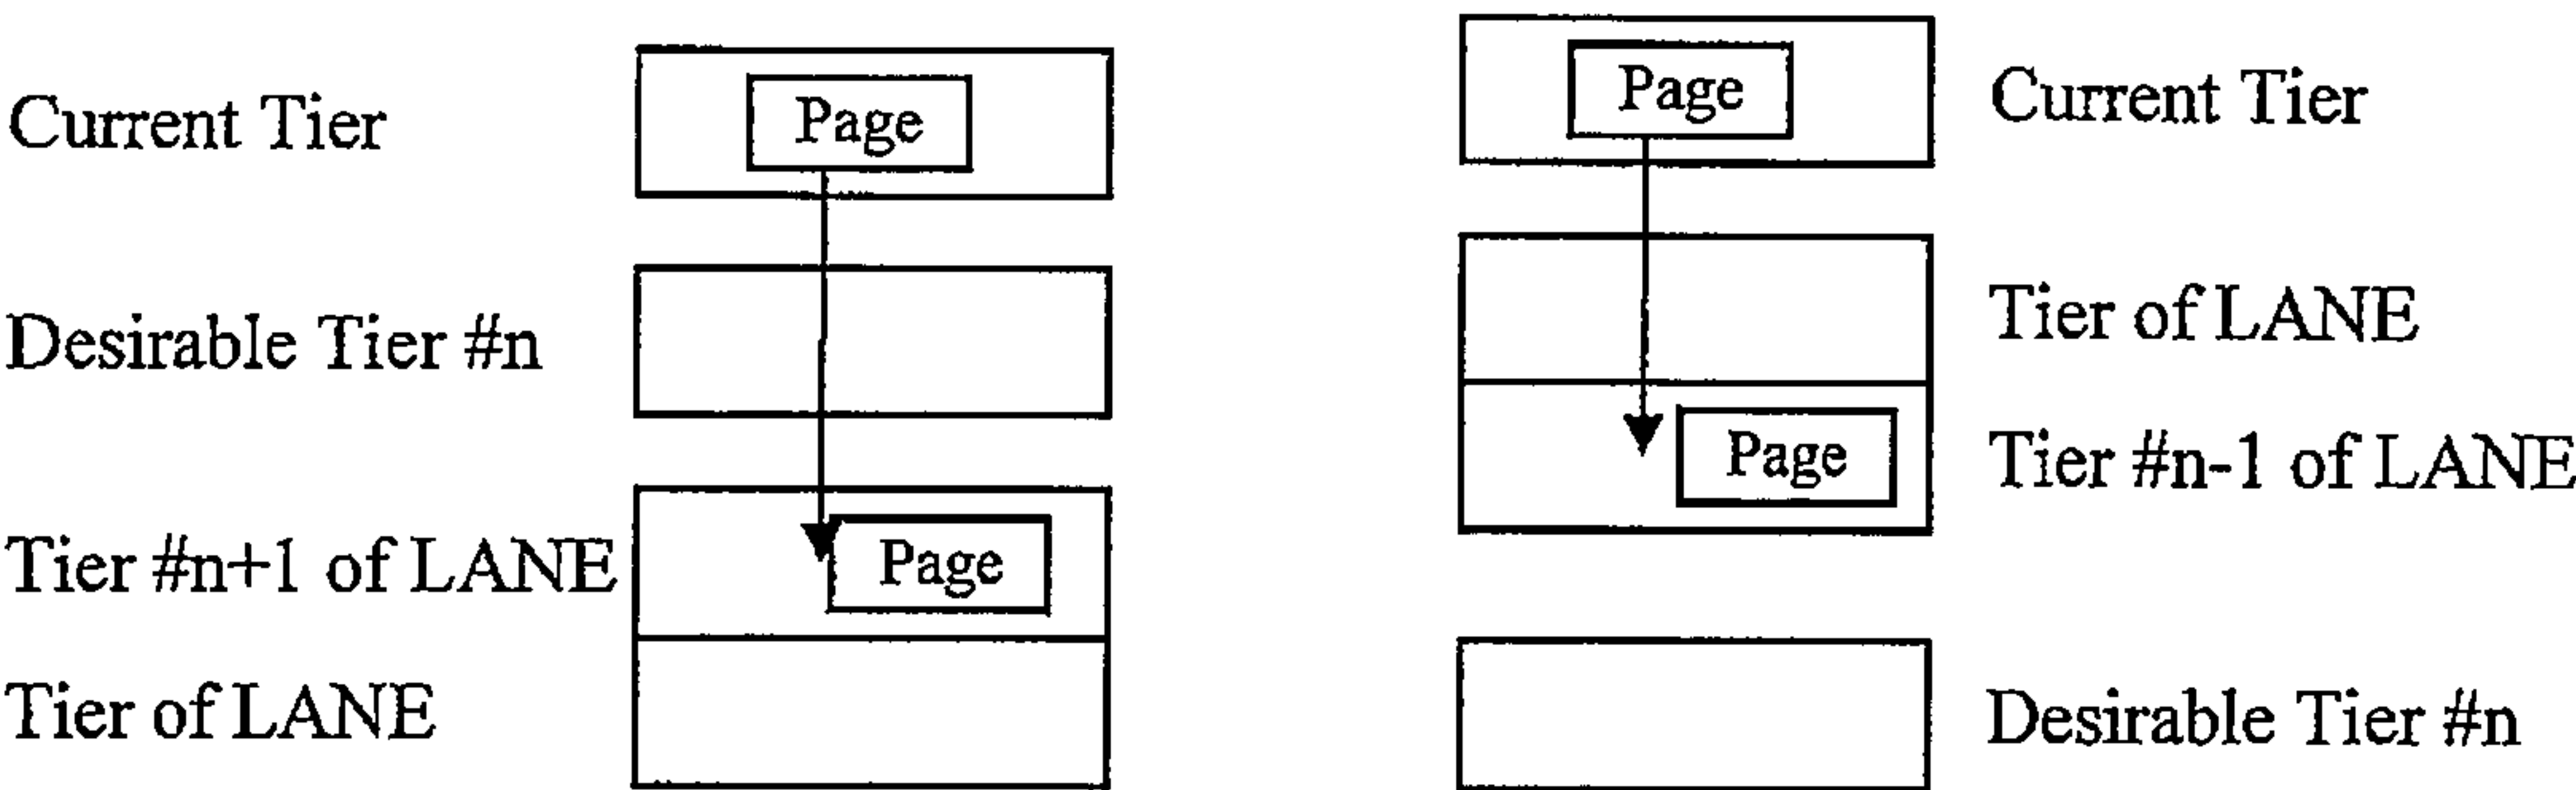 Current Tier
Page
Desirable Tier #n
Tier #n+1 of LANE
Page
Tier of LANE
Page
Current Tier
Tier of LANE
Page
Tier #n-1 of LANE
Desirable Tier #n